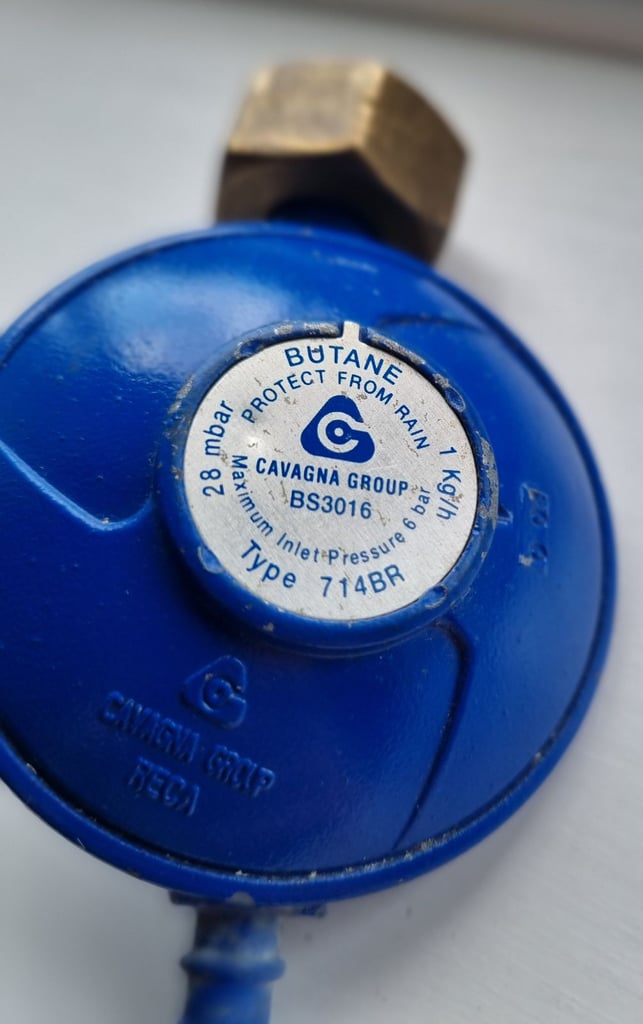 BUTANE
PROTECT FROM RAIN
28 mbar
1 Kg/h
CAVAGNA GROUP
BS3016
Maximum Inlet Pressure 6 bar
Type 714BR
CAVAGNA GROUP
RECA